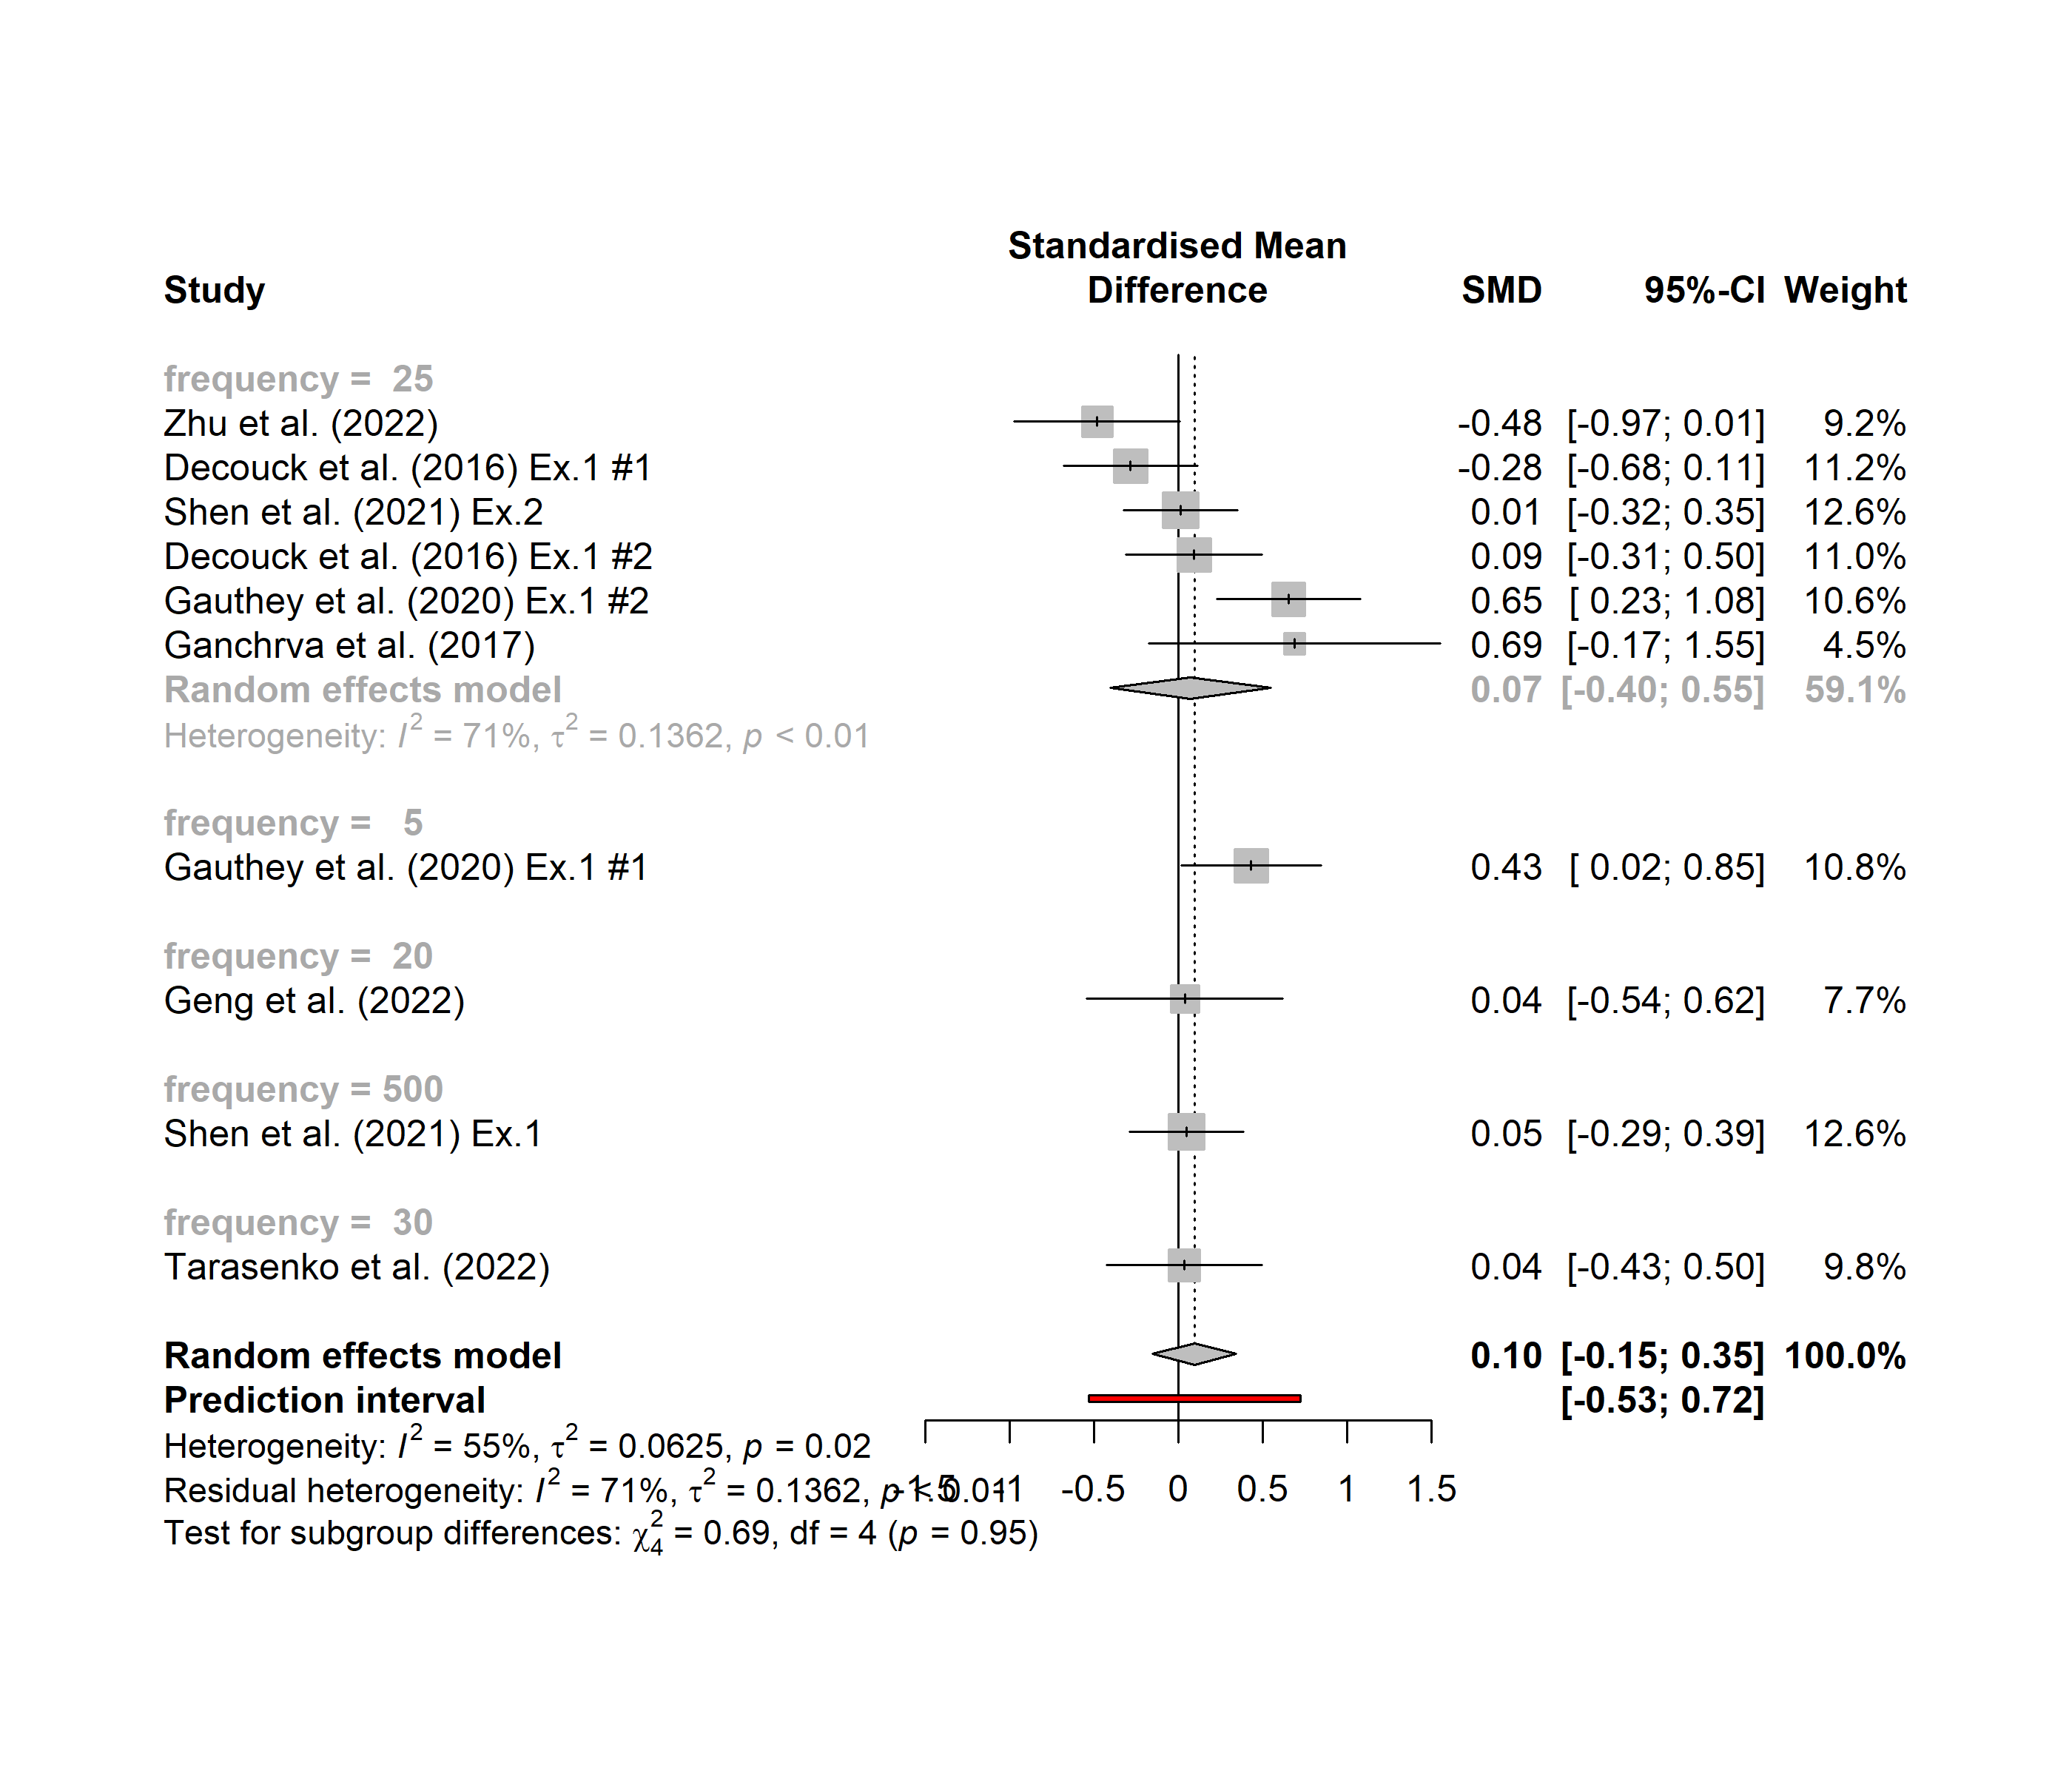 Standardised Mean
Study Difference SMD 95%-CI Weight
frequency = 25
Zhu et al. (2022) -0.48 [-0.97; 0.01] 9.2%
Decouck et al. (2016) Ex.1 #1 -0.28 [-0.68; 0.11] 11.2%
Shen et al. (2021) Ex.2 0.01 [-0.32; 0.35] 12.6%
Decouck et al. (2016) Ex.1 #2 0.09 [-0.31; 0.50] 11.0%
Gauthey et al. (2020) Ex.1 #2 0.65 [ 0.23; 1.08] 10.6%
Ganchrva et al. (2017) 0.69 [-0.17; 1.55] 4.5%
Random effects model 0.07 [-0.40; 0.55] 59.1%
Heterogeneity: I² = 71%, τ² = 0.1362, p < 0.01
frequency = 5
Gauthey et al. (2020) Ex.1 #1 0.43 [ 0.02; 0.85] 10.8%
frequency = 20
Geng et al. (2022) 0.04 [-0.54; 0.62] 7.7%
frequency = 500
Shen et al. (2021) Ex.1 0.05 [-0.29; 0.39] 12.6%
frequency = 30
Tarasenko et al. (2022) 0.04 [-0.43; 0.50] 9.8%
Random effects model 0.10 [-0.15; 0.35] 100.0%
Prediction interval [-0.53; 0.72]
Heterogeneity: I² = 55%, τ² = 0.0625, p = 0.02
Residual heterogeneity: I² = 71%, τ² = 0.1362, p < 0.01 -1.5 -1 -0.5 0 0.5 1 1.5
Test for subgroup differences: χ²₄ = 0.69, df = 4 (p = 0.95)